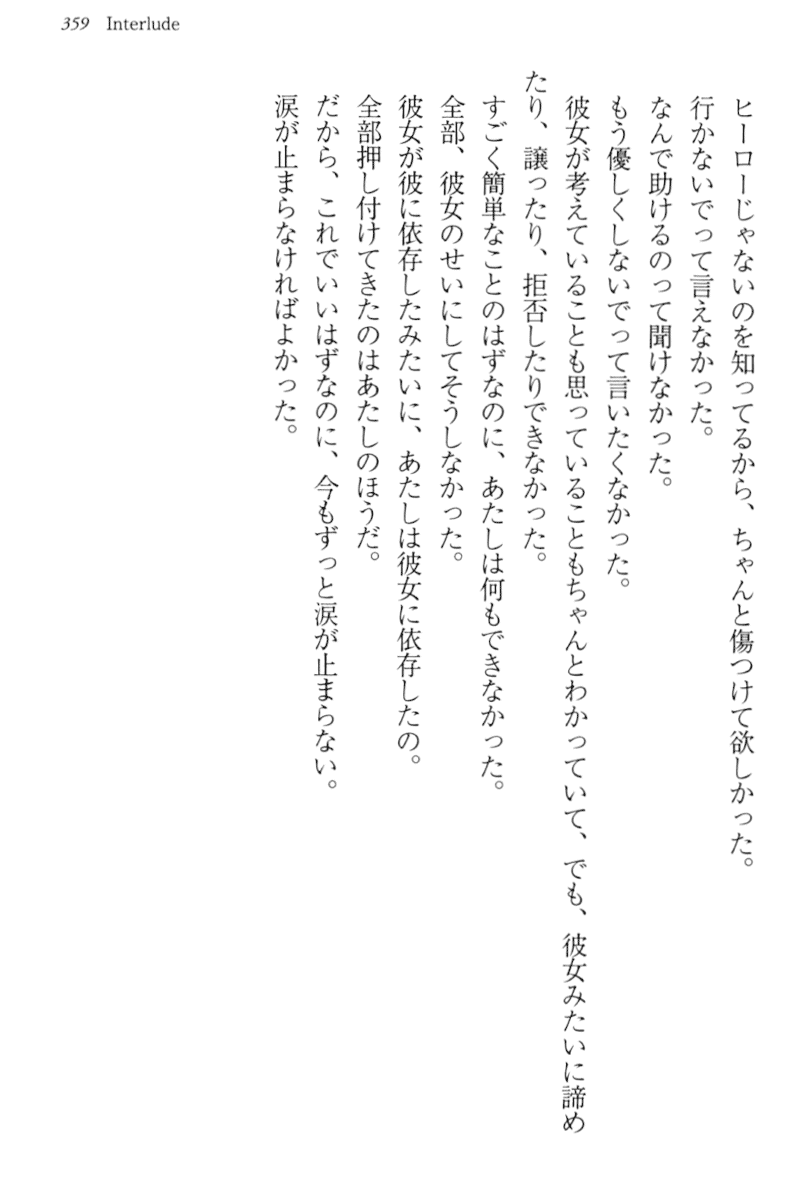 359 Interlude
ヒーローじゃないのを知ってるから、ちゃんと傷つけて欲しかった。
行かないでって言えなかった。
なんで助けるのって聞けなかった。
もう優しくしないでって言いたくなかった。
彼女が考えていることも思っていることもちゃんとわかっていて、でも、彼女みたいに諦め
たり、譲ったり、拒否したりできなかった。
すごく簡単なことのはずなのに、あたしは何もできなかった。
全部、彼女のせいにしてそうしなかった。
彼女が彼に依存したみたいに、あたしは彼女に依存したの。
全部押し付けてきたのはあたしのほうだ。
だから、これでいいはずなのに、今もずっと涙が止まらない。
涙が止まらなければよかった。